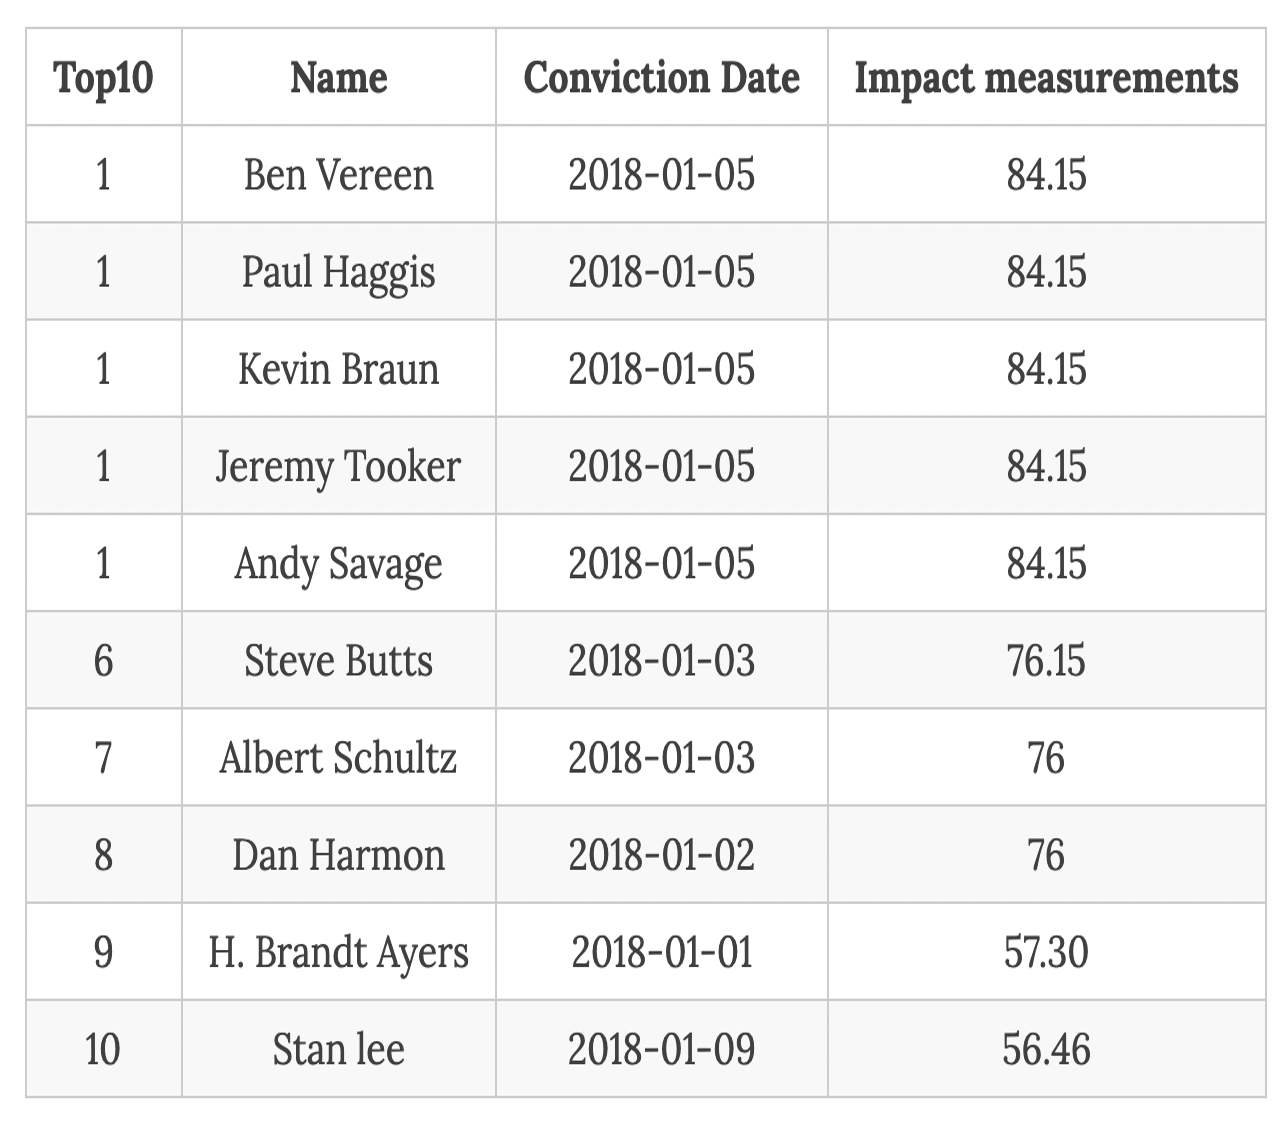 Top10 Name Conviction Date Impact measurements
1 Ben Vereen 2018-01-05 84.15
1 Paul Haggis 2018-01-05 84.15
1 Kevin Braun 2018-01-05 84.15
1 Jeremy Tooker 2018-01-05 84.15
1 Andy Savage 2018-01-05 84.15
6 Steve Butts 2018-01-03 76.15
7 Albert Schultz 2018-01-03 76
8 Dan Harmon 2018-01-02 76
9 H. Brandt Ayers 2018-01-01 57.30
10 Stan lee 2018-01-09 56.46